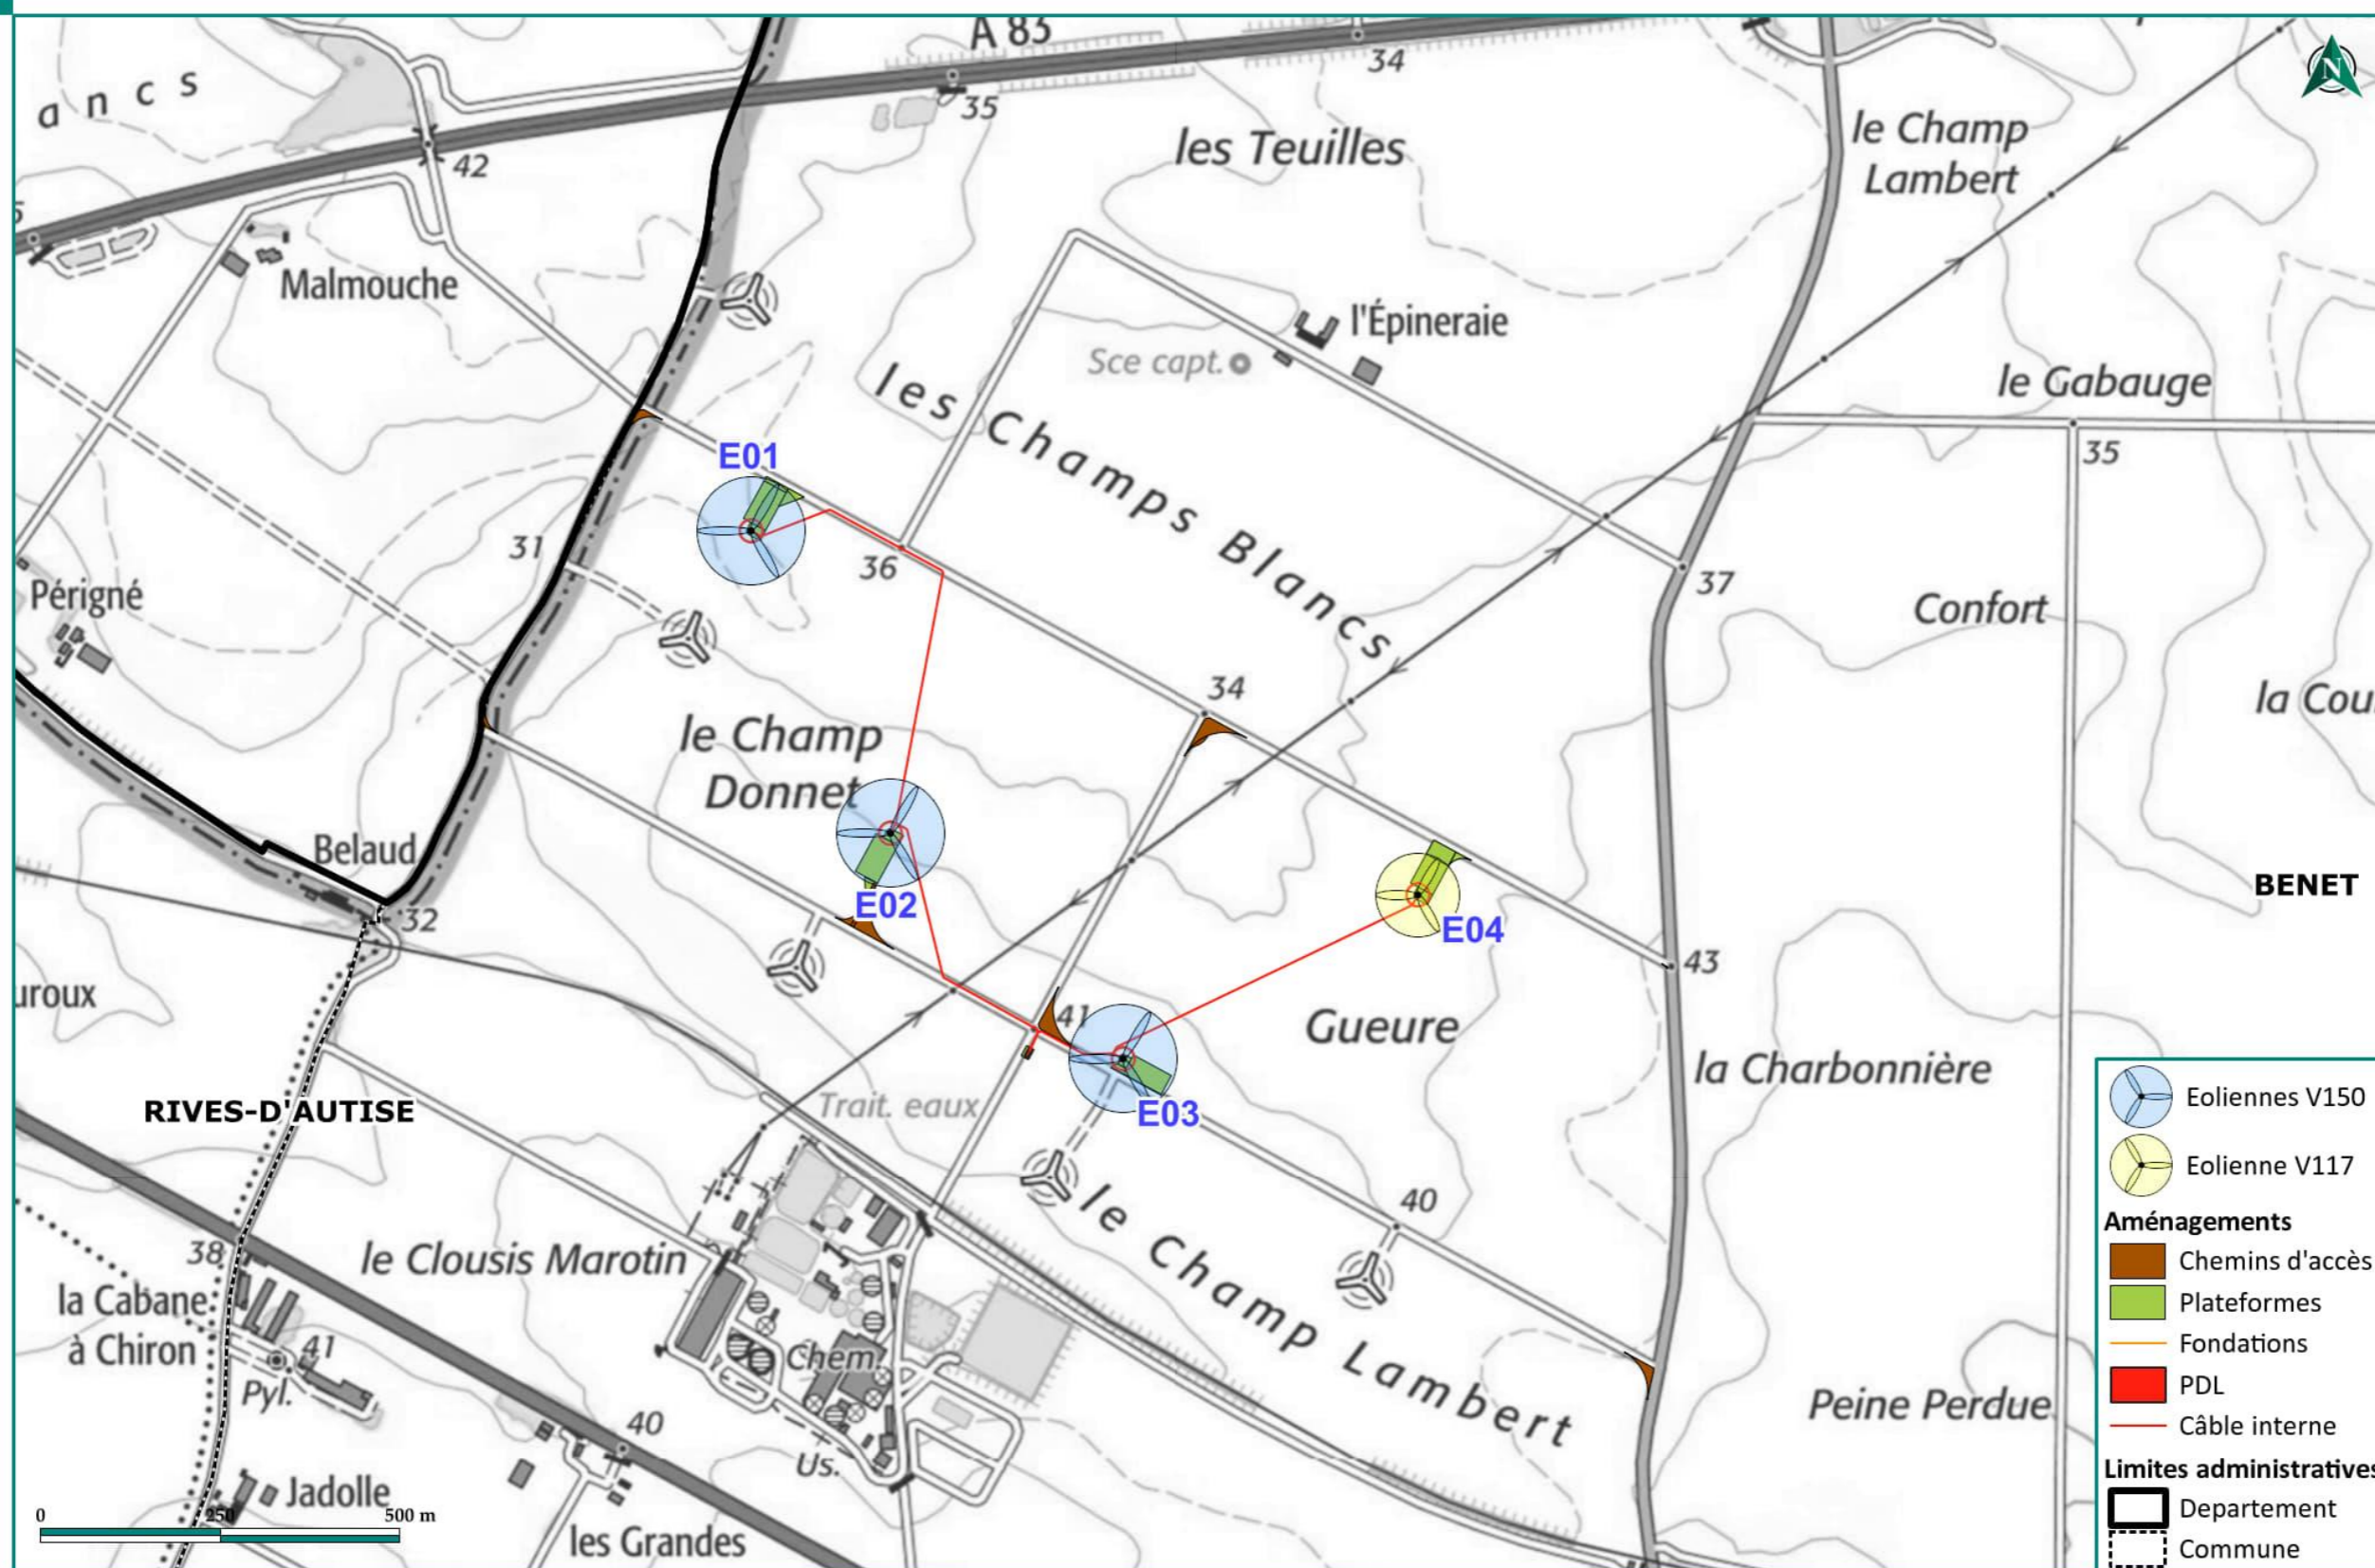 A 83
ancs
35
34
42
les Teuilles
le Champ
Lambert
N
Malmouche
l'Épineraie
Sce capt.
les Champs Blancs
le Gabauge
35
E01
31
36
37
Périgné
Confort
34
le Champ
Donnet
la Cou
Belaud
E02
32
E04
BENET
43
uroux
41
Gueure
la Charbonnière
RIVES-D'AUTISE
Trait. eaux
E03
le Champ Lambert
40
38
le Clousis Marotin
la Cabane
à Chiron
41
Pyl.
Chem.
Peine Perdue
40
Us.
Jadolle
les Grandes
0 250 500 m
Eoliennes V150
Eolienne V117
Aménagements
Chemins d'accès
Plateformes
Fondations
PDL
Câble interne
Limites administratives
Departement
Commune